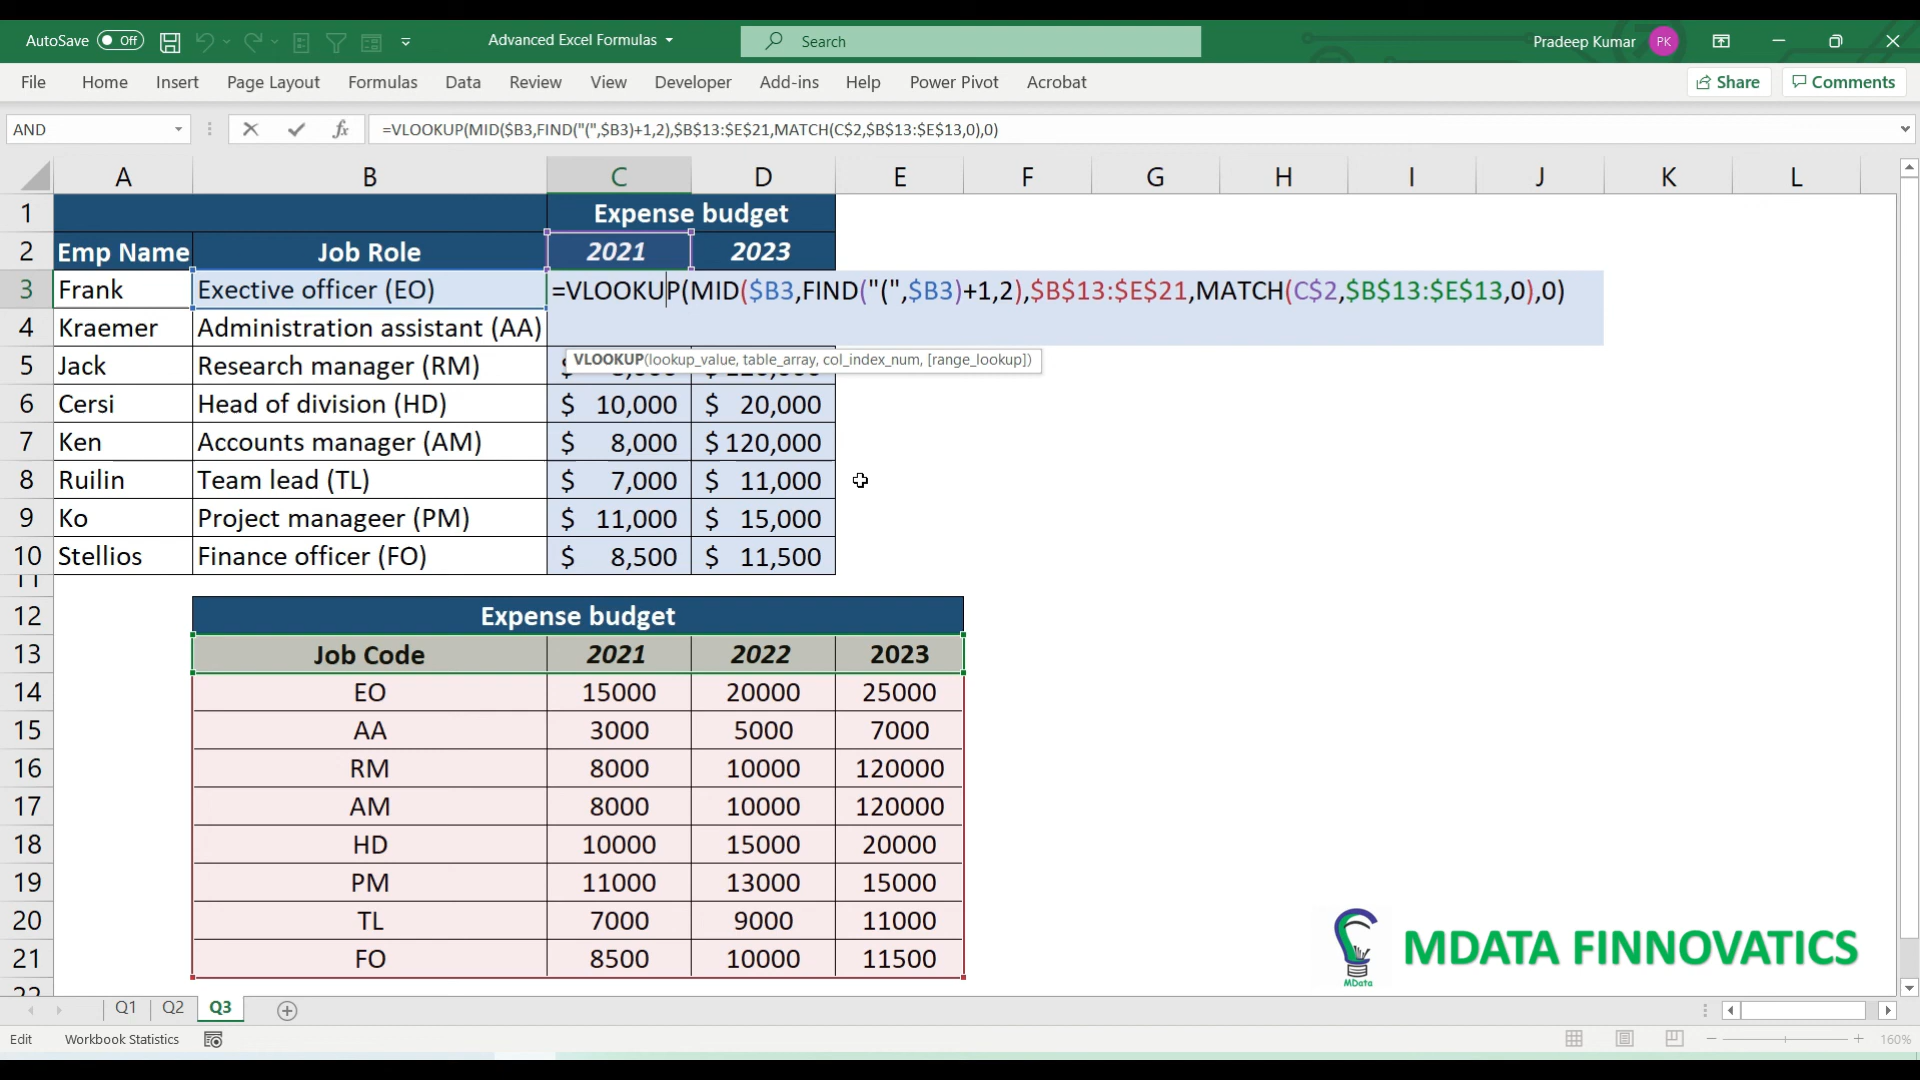 AutoSave Off Advanced Excel Formulas Search Pradeep Kumar PK
File Home Insert Page Layout Formulas Data Review View Developer Add-ins Help Power Pivot Acrobat Share Comments
AND fx =VLOOKUP(MID($B3,FIND("(",$B3)+1,2),$B$13:$E$21,MATCH(C$2,$B$13:$E$13,0),0)
A B C D E F G H I J K L
1 Expense budget
2 Emp Name Job Role 2021 2023
3 Frank Exective officer (EO) =VLOOKUP(MID($B3,FIND("(",$B3)+1,2),$B$13:$E$21,MATCH(C$2,$B$13:$E$13,0),0)
4 Kraemer Administration assistant (AA)
VLOOKUP(lookup_value, table_array, col_index_num, [range_lookup])
5 Jack Research manager (RM)
6 Cersi Head of division (HD) $ 10,000 $ 20,000
7 Ken Accounts manager (AM) $ 8,000 $ 120,000
8 Ruilin Team lead (TL) $ 7,000 $ 11,000
9 Ko Project manageer (PM) $ 11,000 $ 15,000
10 Stellios Finance officer (FO) $ 8,500 $ 11,500
11
12 Expense budget
13 Job Code 2021 2022 2023
14 EO 15000 20000 25000
15 AA 3000 5000 7000
16 RM 8000 10000 120000
17 AM 8000 10000 120000
18 HD 10000 15000 20000
19 PM 11000 13000 15000
20 TL 7000 9000 11000
21 FO 8500 10000 11500
22
MData
MDATA FINNOVATICS
Q1 Q2 Q3
Edit Workbook Statistics 160%